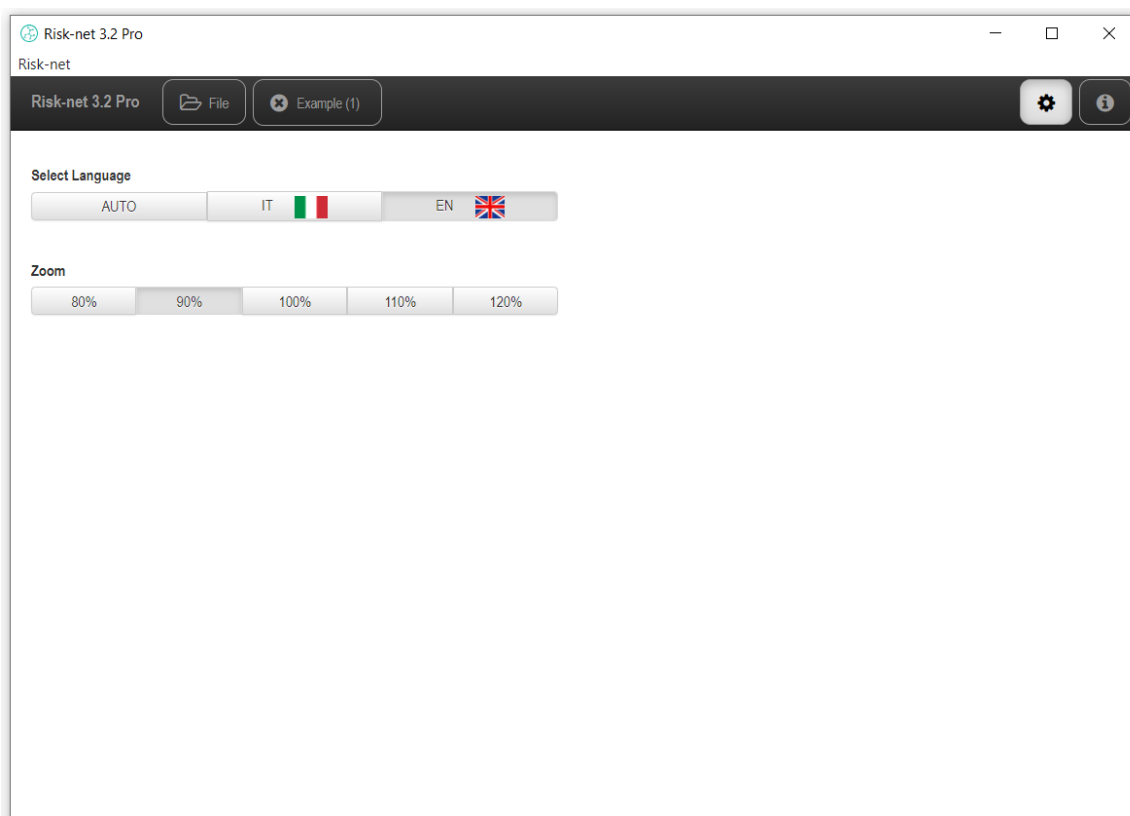 Risk-net 3.2 Pro
Risk-net
Risk-net 3.2 Pro File Example (1)
Select Language
AUTO IT EN
Zoom
80% 90% 100% 110% 120%